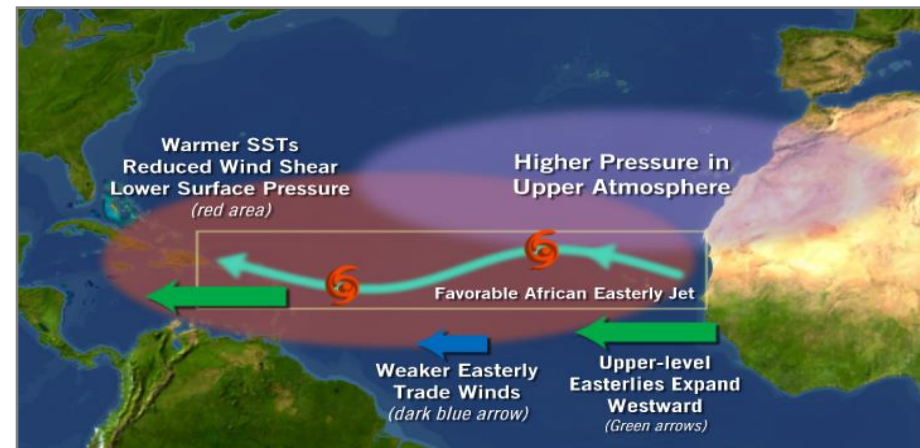 Warmer SSTs
Reduced Wind Shear
Lower Surface Pressure
(red area)
Higher Pressure in
Upper Atmosphere
Favorable African Easterly Jet
Weaker Easterly
Trade Winds
(dark blue arrow)
Upper-level
Easterlies Expand
Westward
(Green arrows)